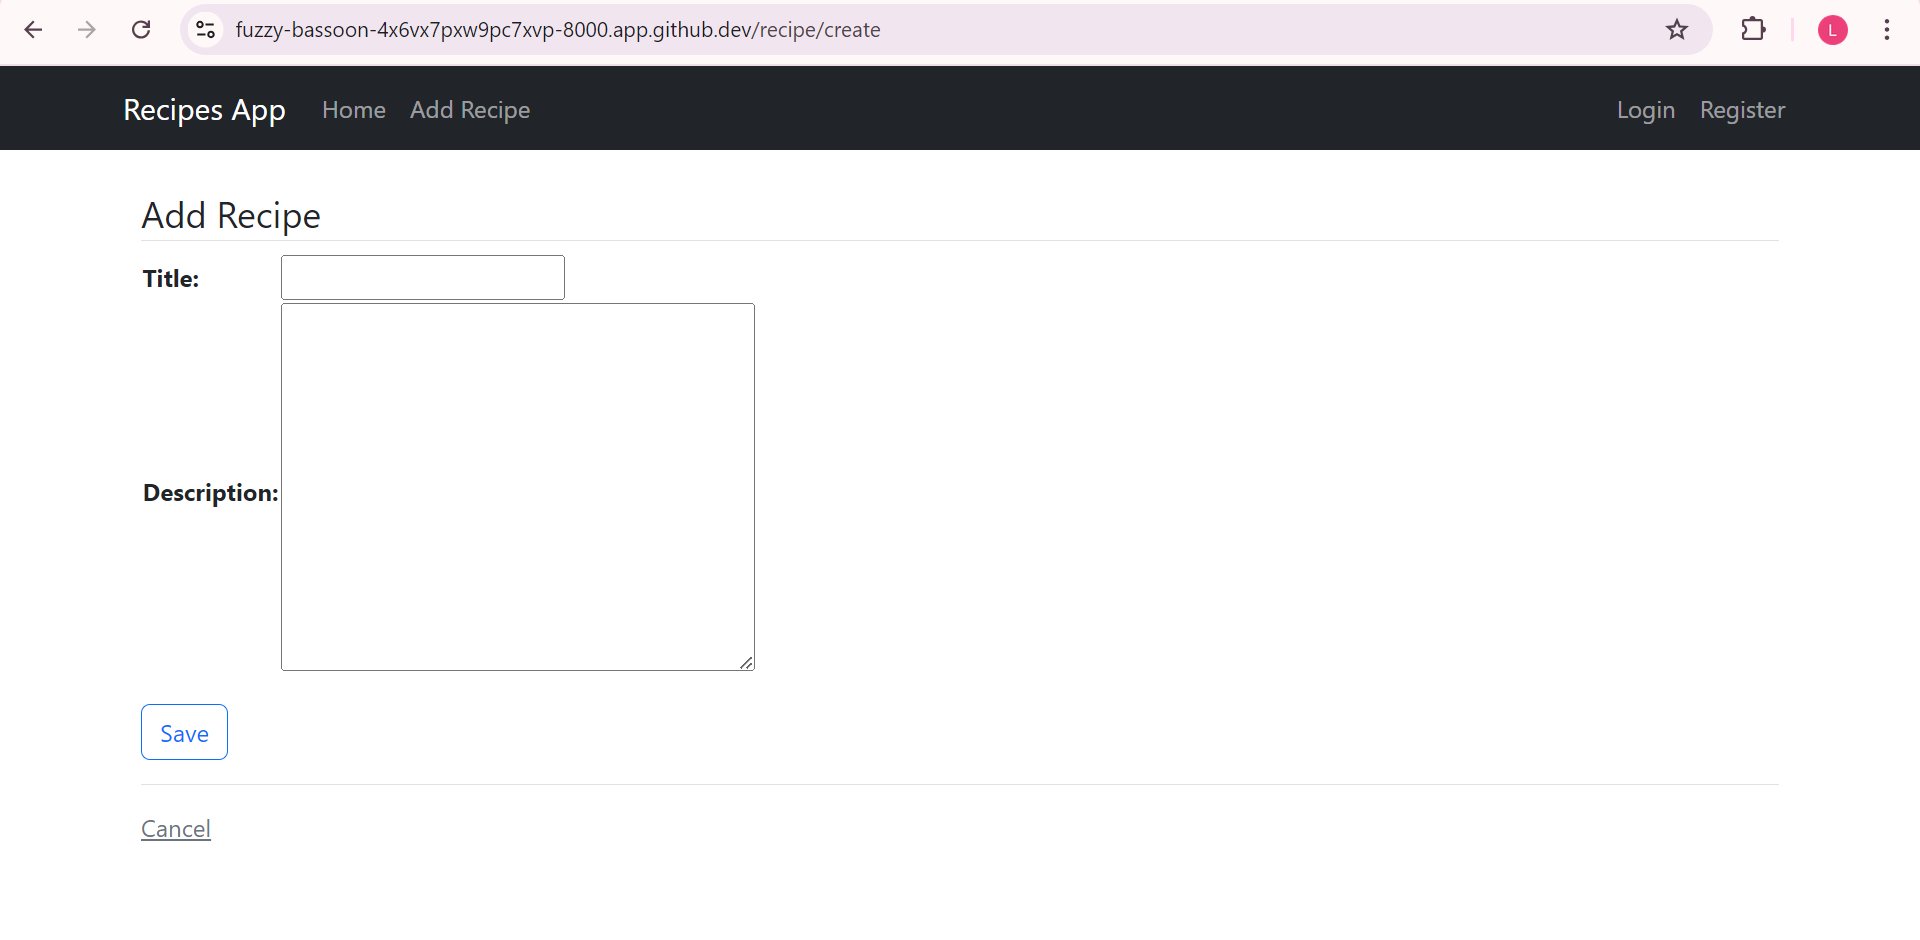 fuzzy-bassoon-4x6vx7pxw9pc7xvp-8000.app.github.dev/recipe/create
L
Recipes App Home Add Recipe Login Register
Add Recipe
Title:
Description:
Save
Cancel